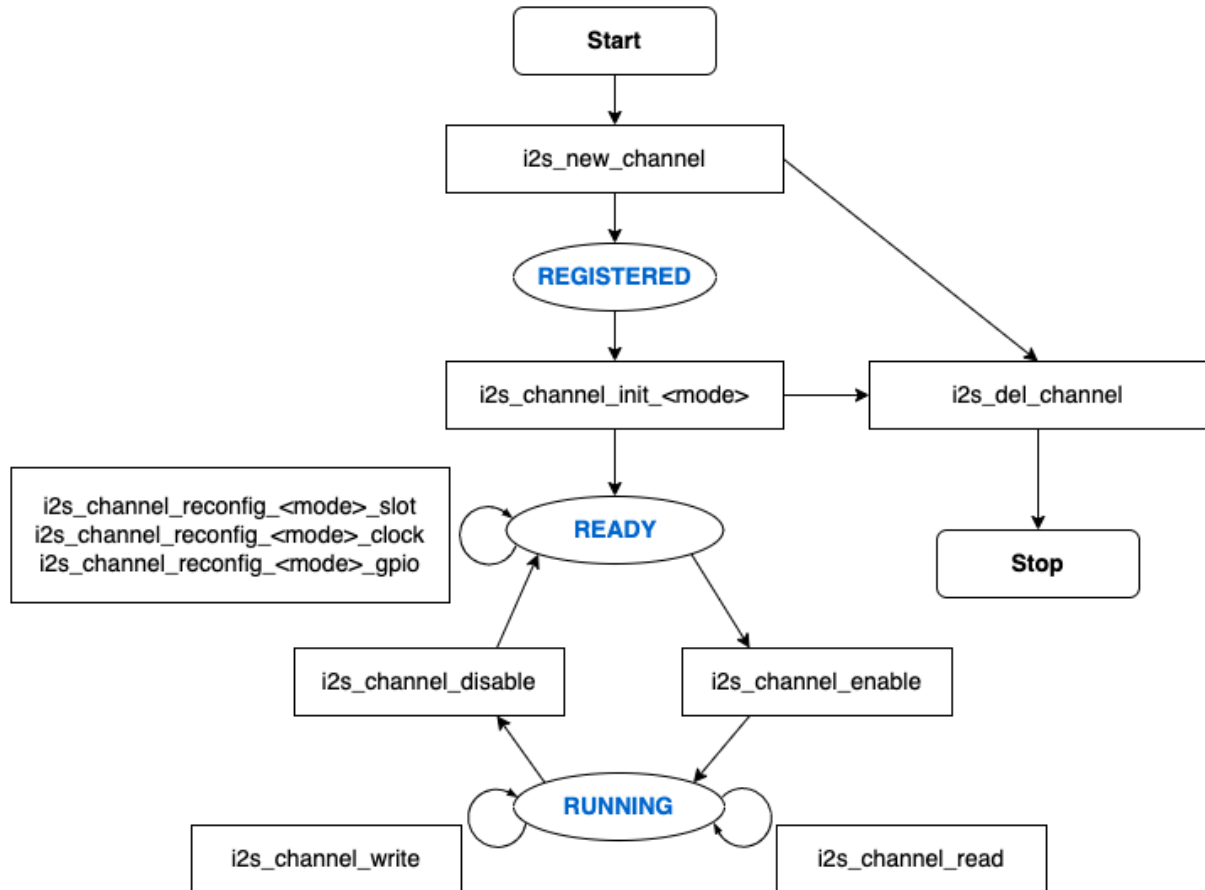 Start
i2s_new_channel
REGISTERED
i2s_channel_init_<mode>
i2s_del_channel
i2s_channel_reconfig_<mode>_slot
i2s_channel_reconfig_<mode>_clock
i2s_channel_reconfig_<mode>_gpio
READY
Stop
i2s_channel_disable
i2s_channel_enable
RUNNING
i2s_channel_write
i2s_channel_read